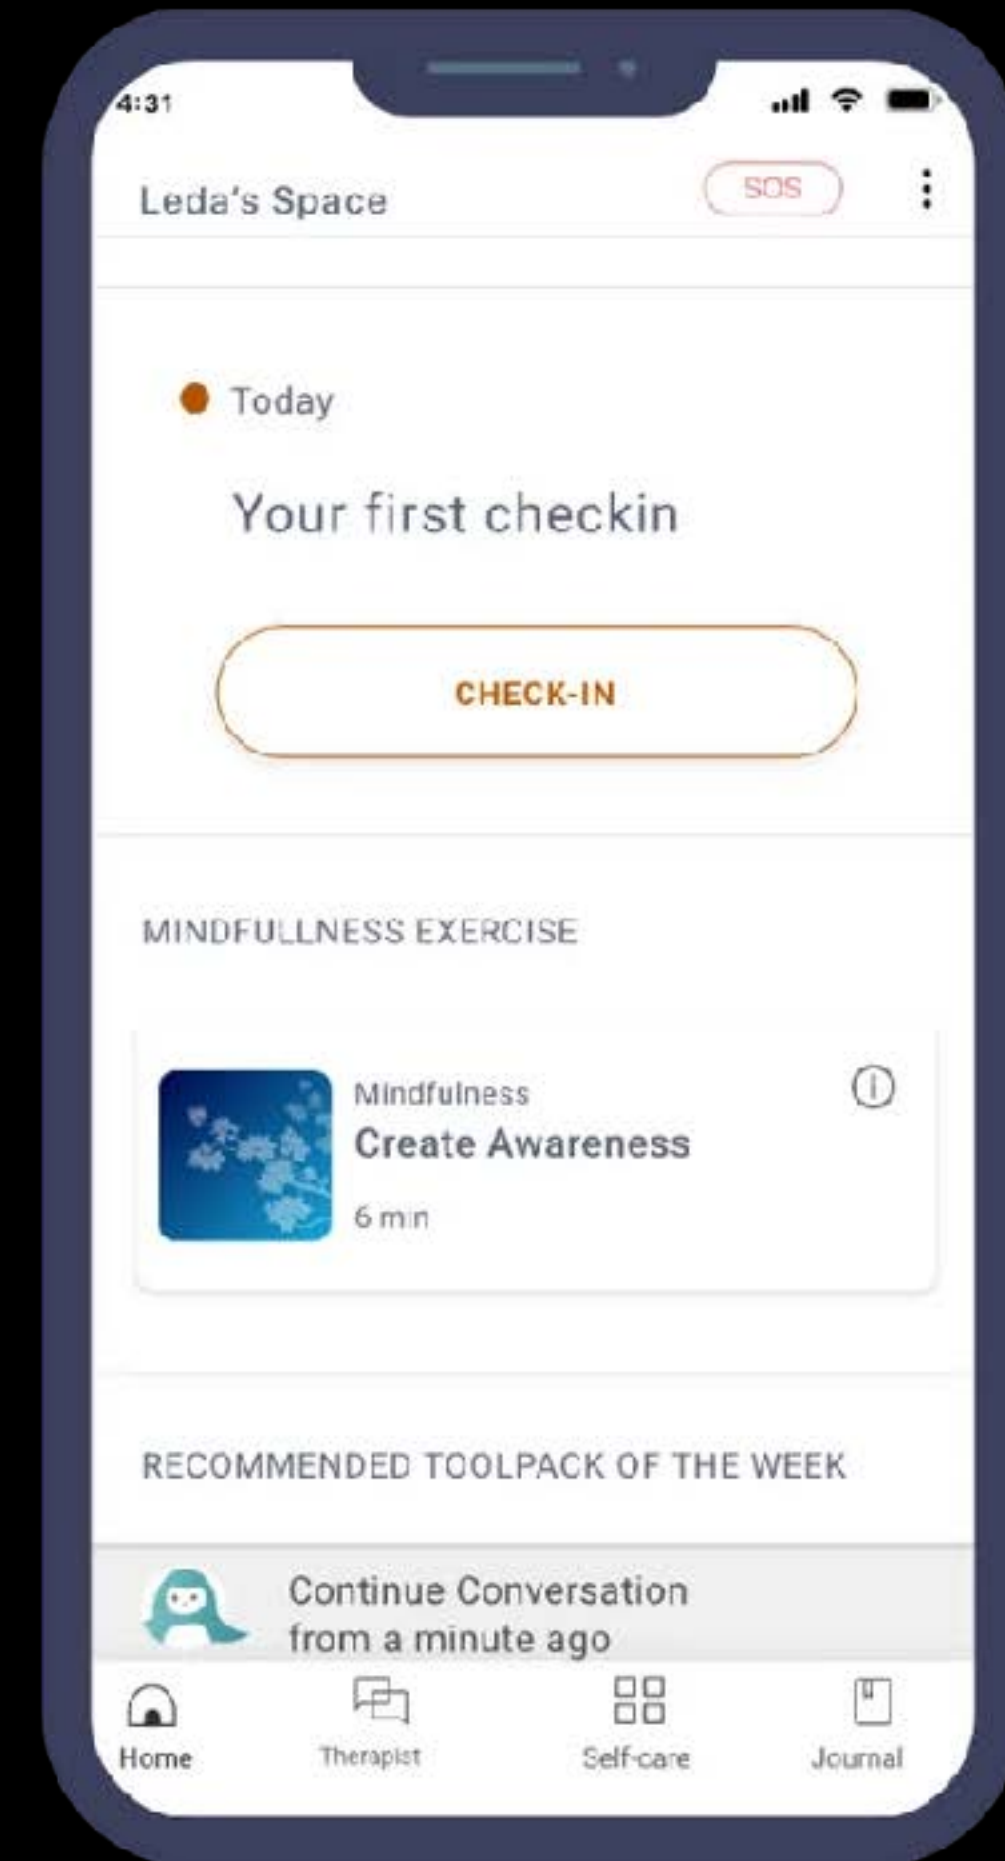 4:31
Leda's Space
SOS
Today
Your first checkin
CHECK-IN
MINDFULLNESS EXERCISE
Mindfulness
Create Awareness
6 min
RECOMMENDED TOOLPACK OF THE WEEK
Continue Conversation
from a minute ago
Home
Therapist
Self-care
Journal